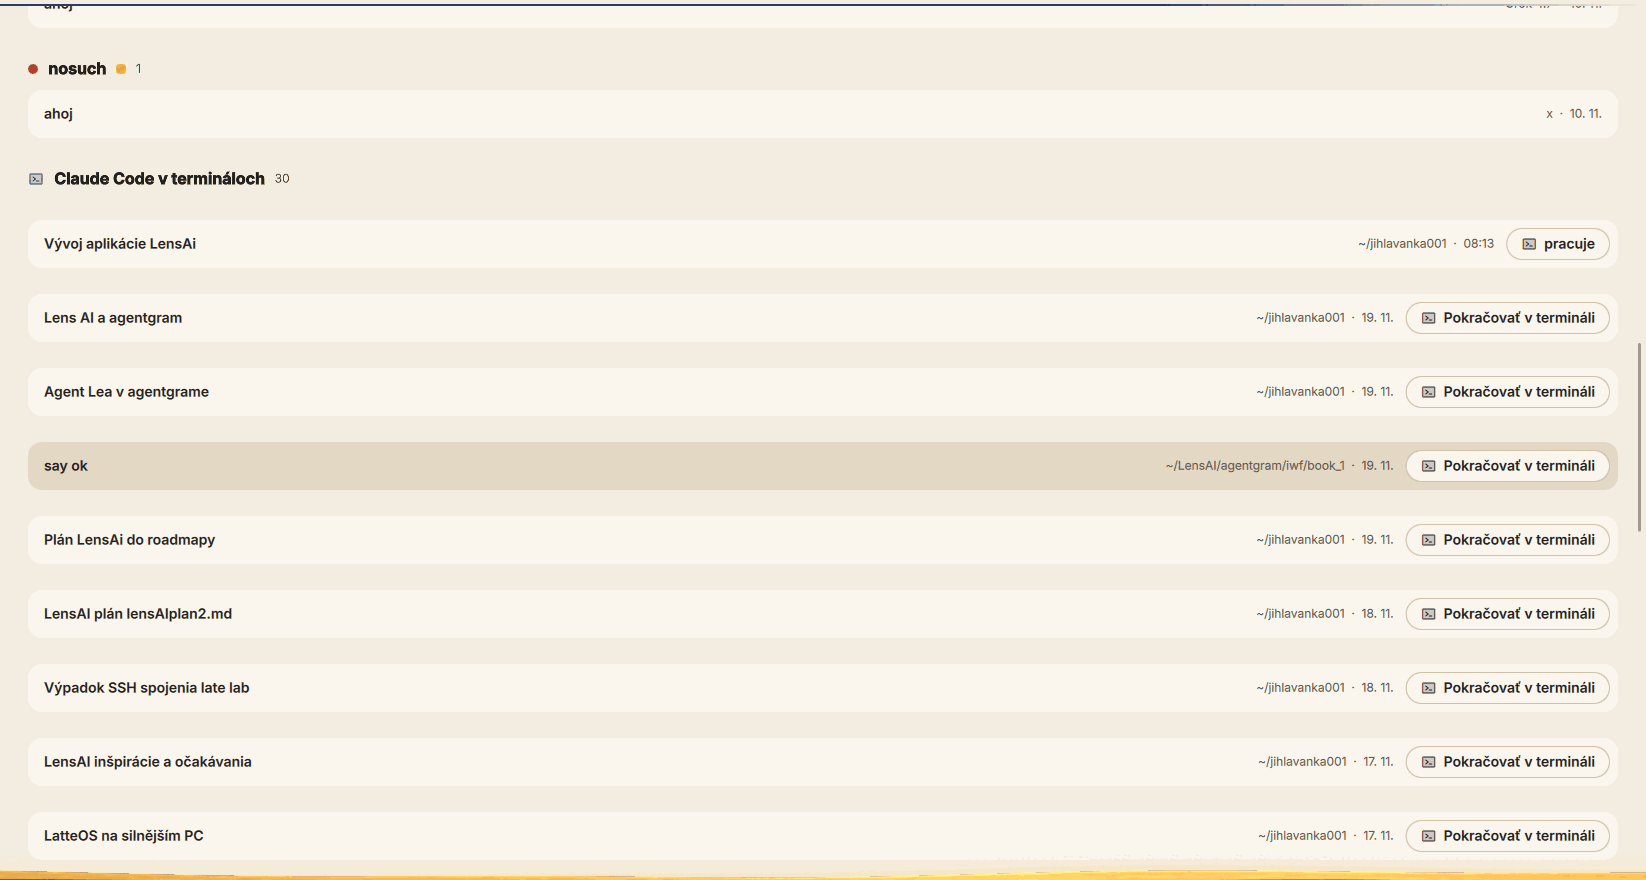 ahoj
nosuch 1
ahoj x · 10. 11.
Claude Code v termináloch 30
Vývoj aplikácie LensAi ~/jihlavanka001 · 08:13 pracuje
Lens AI a agentgram ~/jihlavanka001 · 19. 11. Pokračovať v termináli
Agent Lea v agentgrame ~/jihlavanka001 · 19. 11. Pokračovať v termináli
say ok ~/LensAI/agentgram/iwf/book_1 · 19. 11. Pokračovať v termináli
Plán LensAi do roadmapy ~/jihlavanka001 · 19. 11. Pokračovať v termináli
LensAI plán lensAIplan2.md ~/jihlavanka001 · 18. 11. Pokračovať v termináli
Výpadok SSH spojenia late lab ~/jihlavanka001 · 18. 11. Pokračovať v termináli
LensAI inšpirácie a očakávania ~/jihlavanka001 · 17. 11. Pokračovať v termináli
LatteOS na silnějším PC ~/jihlavanka001 · 17. 11. Pokračovať v termináli